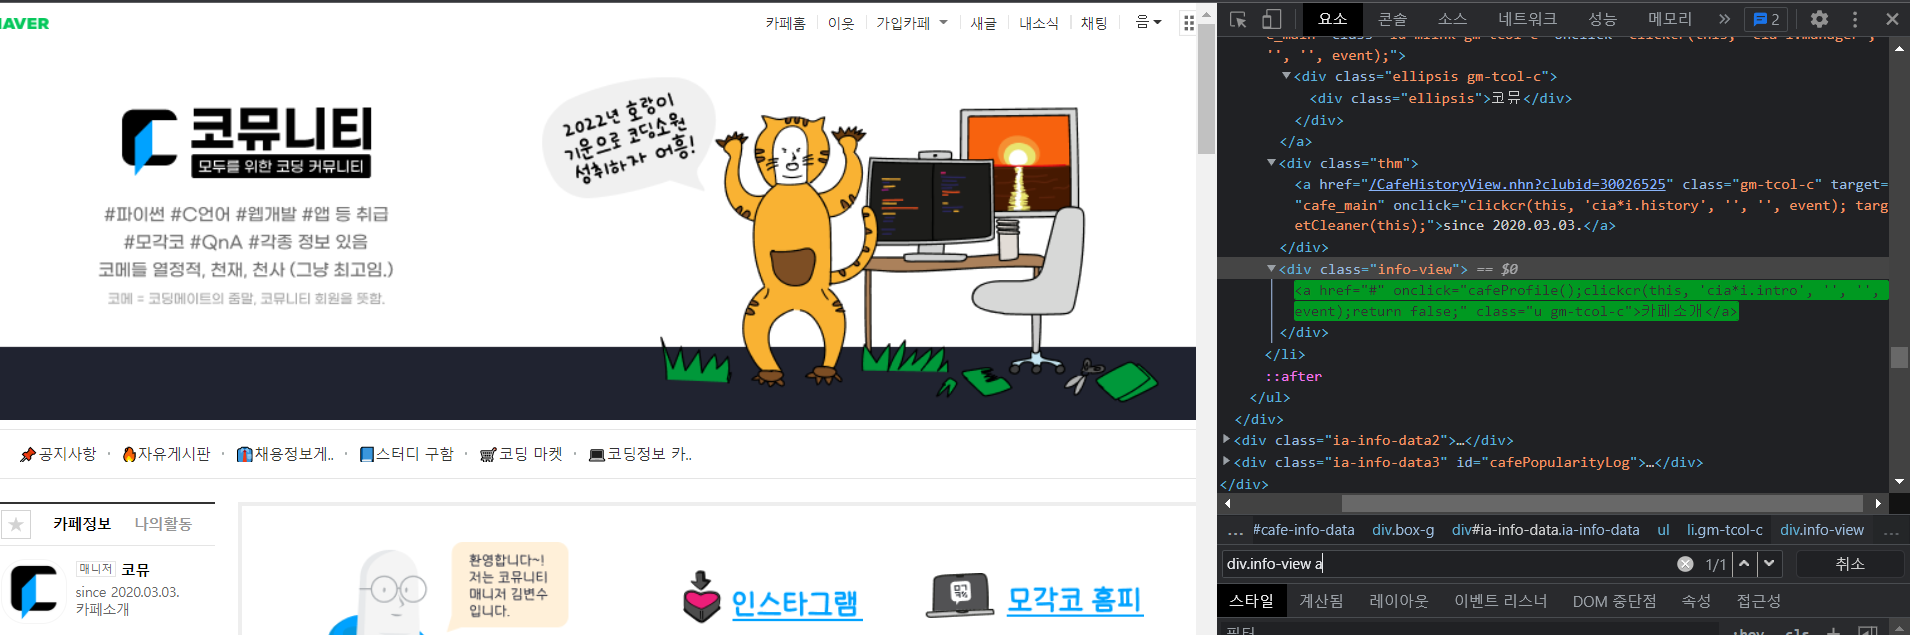 NAVER
카페홈 이웃 가입카페 새글 내소식 채팅 음
코뮤니티
모두를 위한 코딩 커뮤니티
#파이썬 #C언어 #웹개발 #앱 등 취급
#모각코 #QnA #각종 정보 있음
코메들 열정적, 천재, 천사 (그냥 최고임.)
코메 = 코딩메이트의 줄말, 코뮤니티 회원을 뜻함.
2022년 호랑이
기운으로 코딩소원
성취하자 어흥!
공지사항 · 자유게시판 · 채용정보게.. · 스터디 구함 · 코딩 마켓 · 코딩정보 카..
카페정보 나의활동
매니저 코뮤
since 2020.03.03.
카페소개
환영합니다~!
저는 코뮤니티
매니저 김변수
입니다.
인스타그램
모각코 홈피
요소 콘솔 소스 네트워크 성능 메모리 » 2
'', '', event);">
<div class="ellipsis gm-tcol-c">
<div class="ellipsis">코뮤</div>
</div>
</a>
<div class="thm">
<a href="/CafeHistoryView.nhn?clubid=30026525" class="gm-tcol-c" target=
"cafe_main" onclick="clickcr(this, 'cia*i.history', '', '', event); targ
etCleaner(this);">since 2020.03.03.</a>
</div>
<div class="info-view"> == $0
<a href="#" onclick="cafeProfile();clickcr(this, 'cia*i.intro', '', '',
event);return false;" class="u gm-tcol-c">카페소개</a>
</div>
</li>
::after
</ul>
</div>
<div class="ia-info-data2">…</div>
<div class="ia-info-data3" id="cafePopularityLog">…</div>
</div>
… #cafe-info-data div.box-g div#ia-info-data.ia-info-data ul li.gm-tcol-c div.info-view …
div.info-view a 1/1 취소
스타일 계산됨 레이아웃 이벤트 리스너 DOM 중단점 속성 접근성
필터 :hov .cls